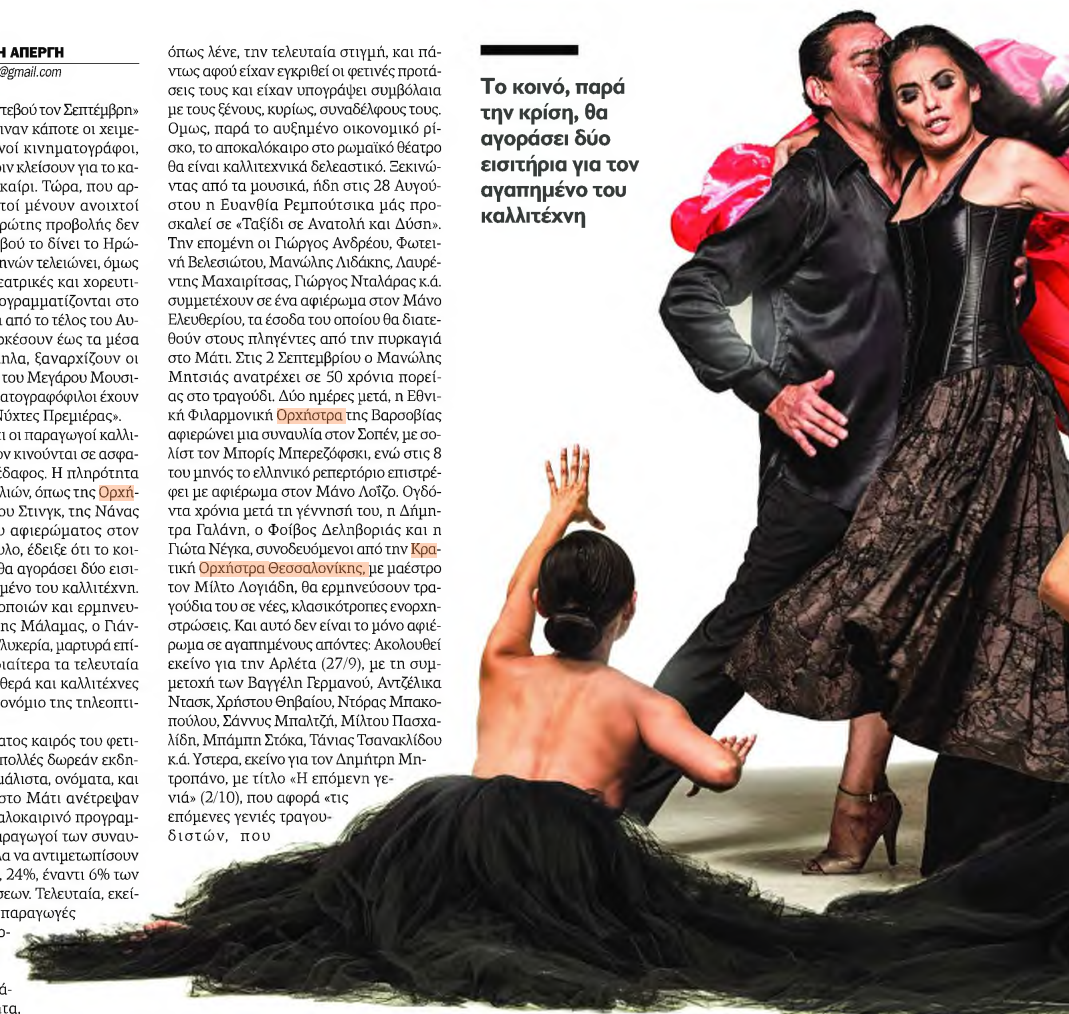 Η ΑΠΕΡΓΗ
@gmail.com
τεβού τον Σεπτέμβρη»
ιναν κάποτε οι χειμε-
νοί κινηματογράφοι,
ριν κλείσουν για το κα-
καίρι. Τώρα, που αρ-
τοί μένουν ανοιχτοί
ρώτης προβολής δεν
βού το δίνει το Ηρώ-
ηνών τελειώνει, όμως
εατρικές και χορευτι-
ογραμματίζονται στο
ι από το τέλος του Αυ-
ρκέσουν έως τα μέσα
ηλα, ξαναρχίζουν οι
του Μεγάρου Μουσι-
ατογραφόφιλοι έχουν
Νύχτες Πρεμιέρας».
ι οι παραγωγοί καλλι-
ον κινούνται σε ασφα-
έδαφος. Η πληρότητα
λιών, όπως της Ορχή-
ου Στινγκ, της Νάνας
υ αφιερώματος στον
υλο, έδειξε ότι το κοι-
θα αγοράσει δύο εισι-
μένο του καλλιτέχνη.
οποιών και ερμηνευ-
ης Μάλαμας, ο Γιάν-
Γλυκερία, μαρτυρά επί-
διαίτερα τα τελευταία
θερά και καλλιτέχνες
ονόμιο της τηλεοπτι-
ατος καιρός του φετι-
πολλές δωρεάν εκδη-
μάλιστα, ονόματα, και
στο Μάτι ανέτρεψαν
αλοκαιρινό προγραμ-
αραγωγοί των συναυ-
λα να αντιμετωπίσουν
, 24%, έναντι 6% των
σεων. Τελευταία, εκεί-
παραγωγές
ο-
ά-
ατα.
όπως λένε, την τελευταία στιγμή, και πά-
ντως αφού είχαν εγκριθεί οι φετινές προτά-
σεις τους και είχαν υπογράψει συμβόλαια
με τους ξένους, κυρίως, συναδέλφους τους.
Ομως, παρά το αυξημένο οικονομικό ρί-
σκο, το αποκαλόκαιρο στο ρωμαϊκό θέατρο
θα είναι καλλιτεχνικά δελεαστικό. Ξεκινώ-
ντας από τα μουσικά, ήδη στις 28 Αυγού-
στου η Ευανθία Ρεμπούτσικα μάς προ-
σκαλεί σε «Ταξίδι σε Ανατολή και Δύση».
Την επομένη οι Γιώργος Ανδρέου, Φωτει-
νή Βελεσιώτου, Μανώλης Λιδάκης, Λαυρέ-
ντης Μαχαιρίτσας, Γιώργος Νταλάρας κ.ά.
συμμετέχουν σε ένα αφιέρωμα στον Μάνο
Ελευθερίου, τα έσοδα του οποίου θα διατε-
θούν στους πληγέντες από την πυρκαγιά
στο Μάτι. Στις 2 Σεπτεμβρίου ο Μανώλης
Μητσιάς ανατρέχει σε 50 χρόνια πορεί-
ας στο τραγούδι. Δύο ημέρες μετά, η Εθνι-
κή Φιλαρμονική Ορχήστρα της Βαρσοβίας
αφιερώνει μια συναυλία στον Σοπέν, με σο-
λίστ τον Μπορίς Μπερεζόφσκι, ενώ στις 8
του μηνός το ελληνικό ρεπερτόριο επιστρέ-
φει με αφιέρωμα στον Μάνο Λοΐζο. Ογδό-
ντα χρόνια μετά τη γέννησή του, η Δήμη-
τρα Γαλάνη, ο Φοίβος Δεληβοριάς και η
Γιώτα Νέγκα, συνοδευόμενοι από την Κρα-
τική Ορχήστρα Θεσσαλονίκης, με μαέστρο
τον Μίλτο Λογιάδη, θα ερμηνεύσουν τρα-
γούδια του σε νέες, κλασικότροπες ενορχη-
στρώσεις. Και αυτό δεν είναι το μόνο αφιέ-
ρωμα σε αγαπημένους απόντες: Ακολουθεί
εκείνο για την Αρλέτα (27/9), με τη συμ-
μετοχή των Βαγγέλη Γερμανού, Αντζέλικα
Ντασκ, Χρήστου Θηβαίου, Ντόρας Μπακο-
πούλου, Σάννυς Μπαλτζή, Μίλτου Πασχα-
λίδη, Μπάμπη Στόκα, Τάνιας Τσανακλίδου
κ.ά. Υστερα, εκείνο για τον Δημήτρη Μη-
τροπάνο, με τίτλο «Η επόμενη γε-
νιά» (2/10), που αφορά «τις
επόμενες γενιές τραγου-
διστών, που
Το κοινό, παρά
την κρίση, θα
αγοράσει δύο
εισιτήρια για τον
αγαπημένο του
καλλιτέχνη